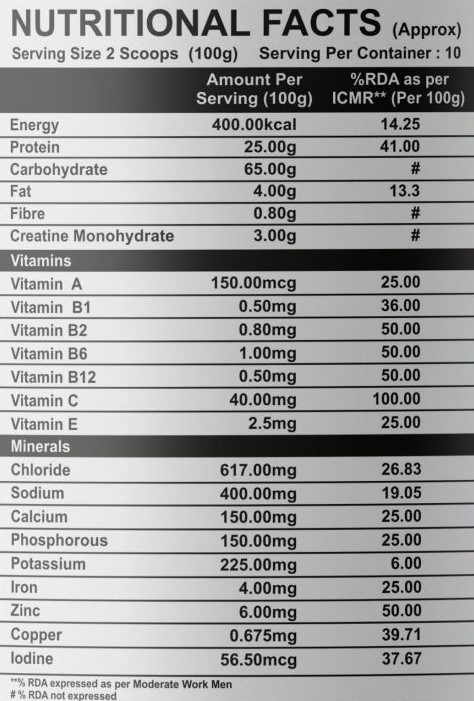 NUTRITIONAL FACTS (Approx)
Serving Size 2 Scoops (100g) Serving Per Container : 10
Amount Per Serving (100g) %RDA as per ICMR** (Per 100g)
Energy 400.00kcal 14.25
Protein 25.00g 41.00
Carbohydrate 65.00g #
Fat 4.00g 13.3
Fibre 0.80g #
Creatine Monohydrate 3.00g #
Vitamins
Vitamin A 150.00mcg 25.00
Vitamin B1 0.50mg 36.00
Vitamin B2 0.80mg 50.00
Vitamin B6 1.00mg 50.00
Vitamin B12 0.50mg 50.00
Vitamin C 40.00mg 100.00
Vitamin E 2.5mg 25.00
Minerals
Chloride 617.00mg 26.83
Sodium 400.00mg 19.05
Calcium 150.00mg 25.00
Phosphorous 150.00mg 25.00
Potassium 225.00mg 6.00
Iron 4.00mg 25.00
Zinc 6.00mg 50.00
Copper 0.675mg 39.71
Iodine 56.50mcg 37.67
**% RDA expressed as per Moderate Work Men
# % RDA not expressed